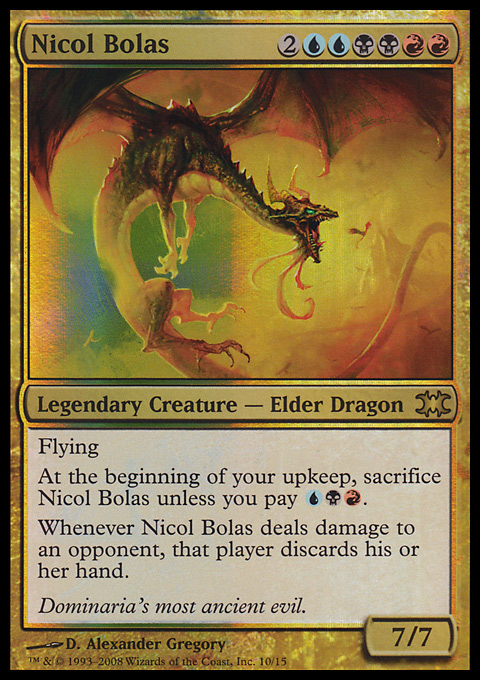 Nicol Bolas 2
Legendary Creature — Elder Dragon
Flying
At the beginning of your upkeep, sacrifice
Nicol Bolas unless you pay .
Whenever Nicol Bolas deals damage to
an opponent, that player discards his or
her hand.
Dominaria's most ancient evil.
D. Alexander Gregory
7/7
™ & © 1993–2008 Wizards of the Coast, Inc. 10/15